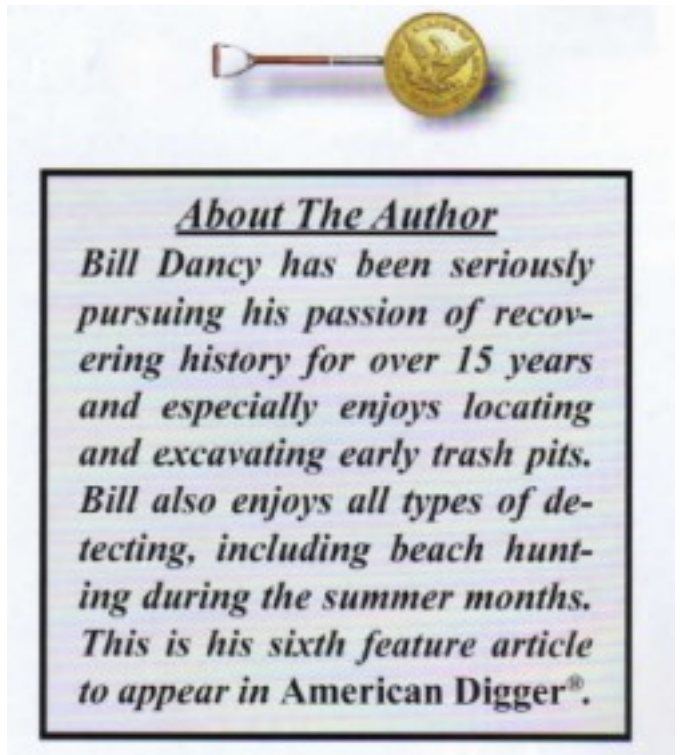 About The Author
Bill Dancy has been seriously
pursuing his passion of recov-
ering history for over 15 years
and especially enjoys locating
and excavating early trash pits.
Bill also enjoys all types of de-
tecting, including beach hunt-
ing during the summer months.
This is his sixth feature article
to appear in American Digger®.